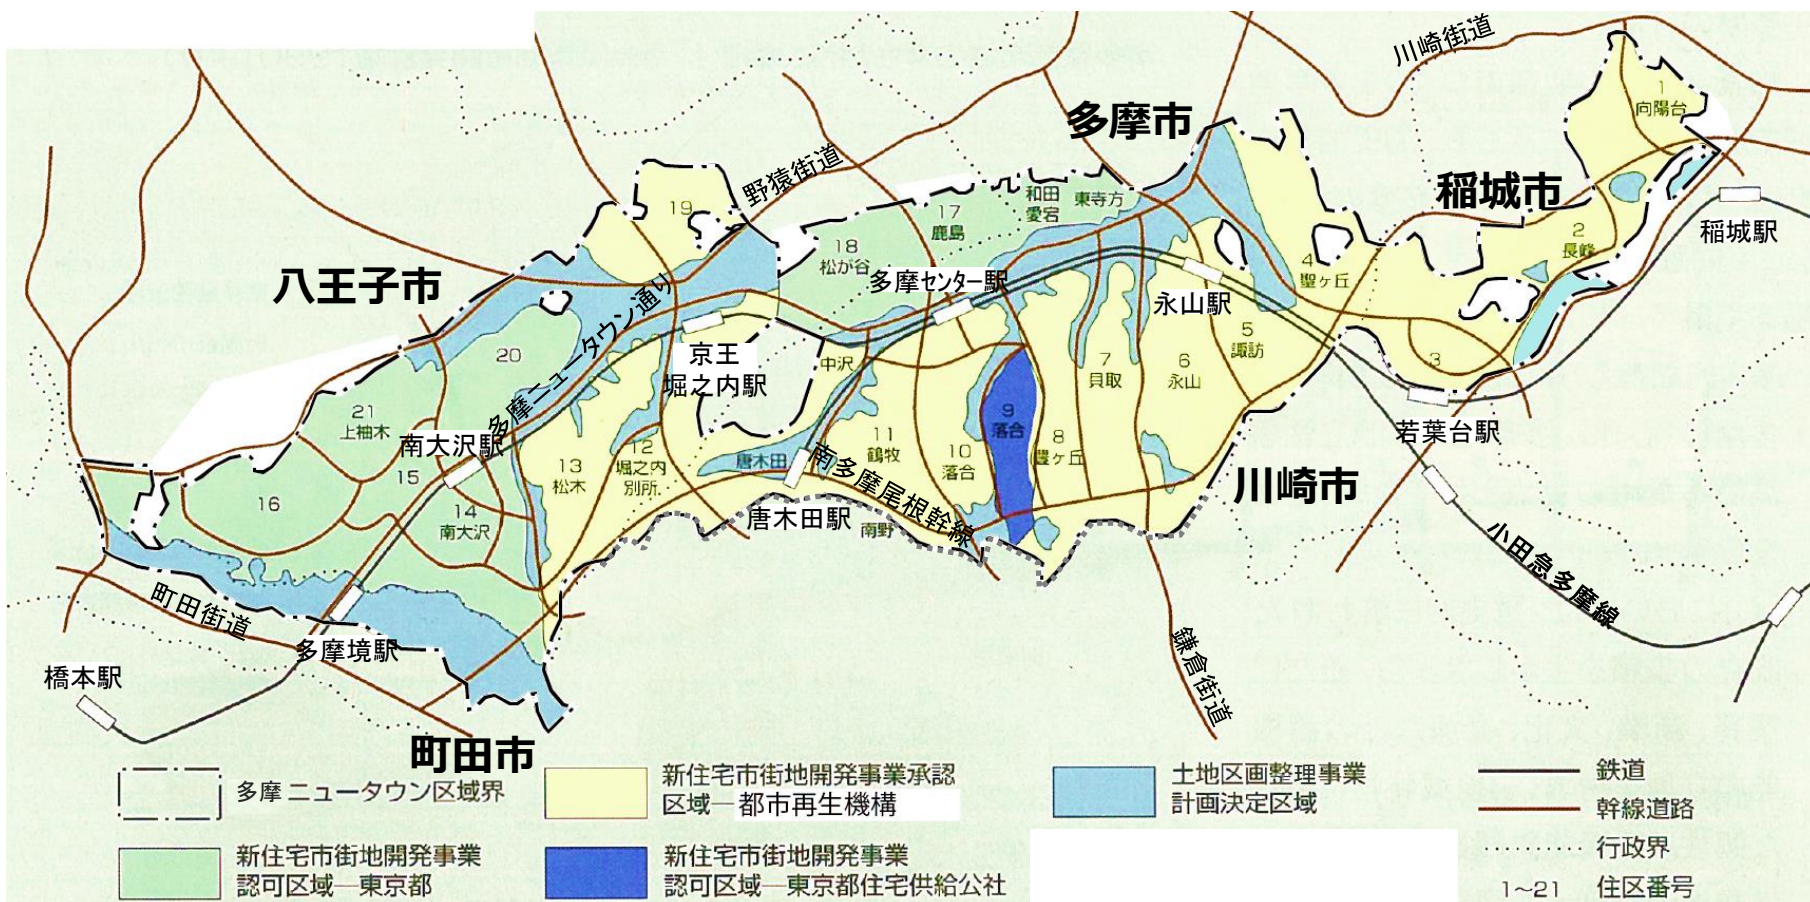 川崎街道
1
向陽台
多摩市
野猿街道
稲城市
19
17
鹿島
和田
愛宕
東寺方
2
長峰
稲城駅
18
松が谷
八王子市
多摩センター駅
4
聖ヶ丘
永山駅
多摩ニュータウン通り
20
京王
堀之内駅
中沢
7
貝取
6
永山
5
諏訪
3
21
上柚木
南大沢駅
9
落合
若葉台駅
15
13
松木
12
堀之内
別所
唐木田
11
鶴牧
10
落合
8
豊ヶ丘
川崎市
16
14
南大沢
唐木田駅
南野
南多摩尾根幹線
小田急多摩線
町田街道
多摩境駅
鎌倉街道
橋本駅
町田市
多摩ニュータウン区域界
新住宅市街地開発事業承認
区域―都市再生機構
土地区画整理事業
計画決定区域
鉄道
幹線道路
新住宅市街地開発事業
認可区域―東京都
新住宅市街地開発事業
認可区域―東京都住宅供給公社
行政界
1~21 住区番号